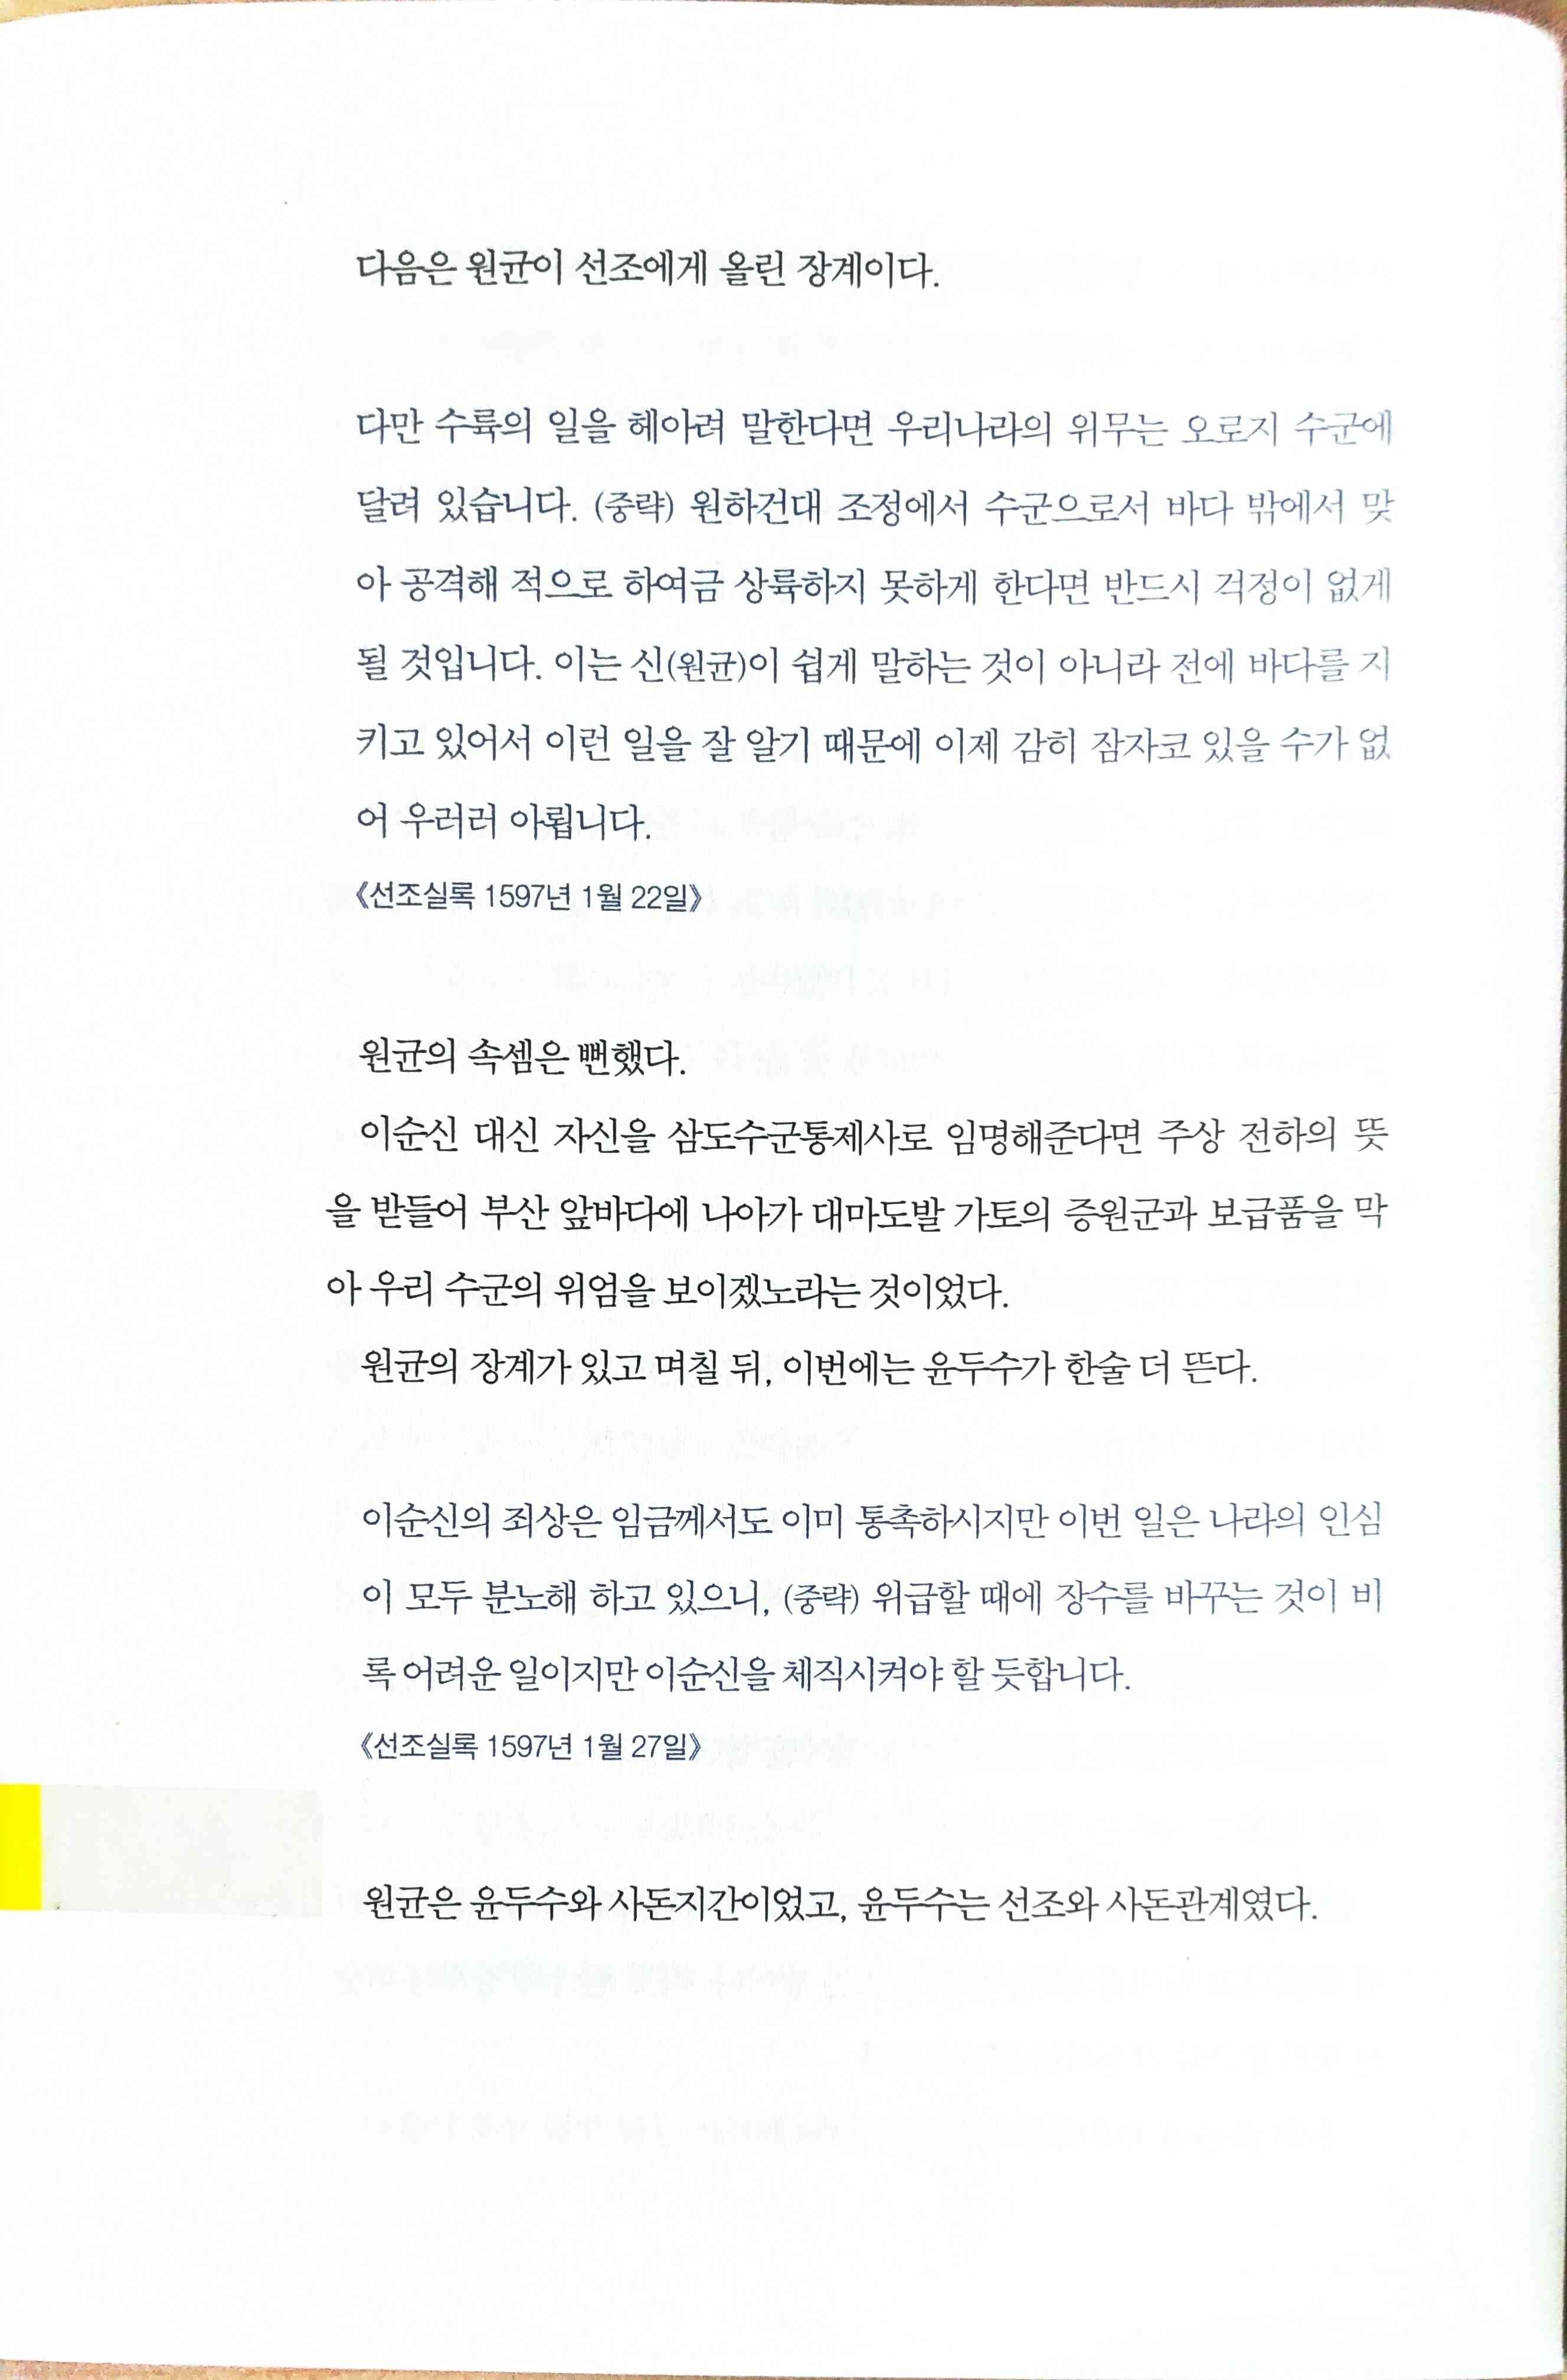 다음은 원균이 선조에게 올린 장계이다.
다만 수륙의 일을 헤아려 말한다면 우리나라의 위무는 오로지 수군에
달려 있습니다. (중략) 원하건대 조정에서 수군으로서 바다 밖에서 맞
아 공격해 적으로 하여금 상륙하지 못하게 한다면 반드시 걱정이 없게
될 것입니다. 이는 신(원균)이 쉽게 말하는 것이 아니라 전에 바다를 지
키고 있어서 이런 일을 잘 알기 때문에 이제 감히 잠자코 있을 수가 없
어 우러러 아룁니다.
《선조실록 1597년 1월 22일》
원균의 속셈은 뻔했다.
이순신 대신 자신을 삼도수군통제사로 임명해준다면 주상 전하의 뜻
을 받들어 부산 앞바다에 나아가 대마도발 가토의 증원군과 보급품을 막
아 우리 수군의 위엄을 보이겠노라는 것이었다.
원균의 장계가 있고 며칠 뒤, 이번에는 윤두수가 한술 더 뜬다.
이순신의 죄상은 임금께서도 이미 통촉하시지만 이번 일은 나라의 인심
이 모두 분노해 하고 있으니, (중략) 위급할 때에 장수를 바꾸는 것이 비
록 어려운 일이지만 이순신을 체직시켜야 할 듯합니다.
《선조실록 1597년 1월 27일》
원균은 윤두수와 사돈지간이었고, 윤두수는 선조와 사돈관계였다.